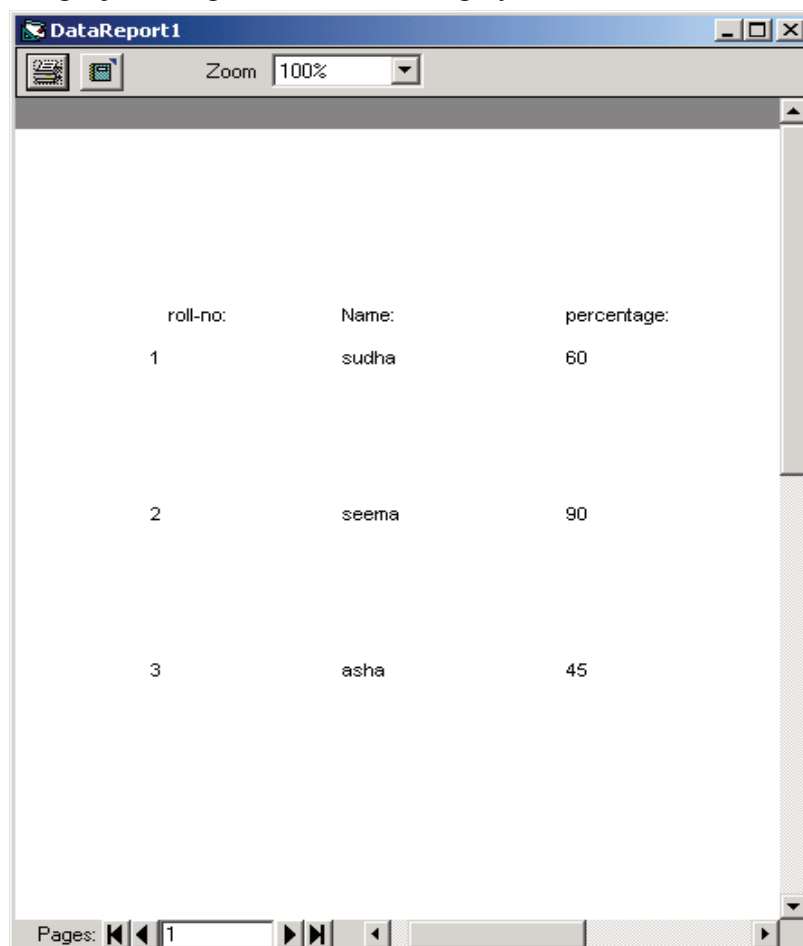 DataReport1
Zoom 100%
roll-no: Name: percentage:
1 sudha 60
2 seema 90
3 asha 45
Pages: 1